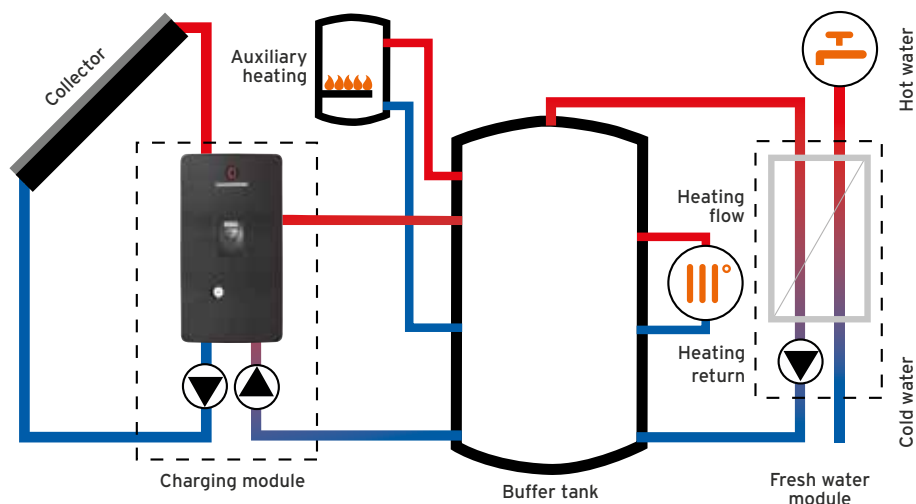 Collector
Auxiliary
heating
Hot water
Heating
flow
Heating
return
Cold water
Charging module
Buffer tank
Fresh water
module